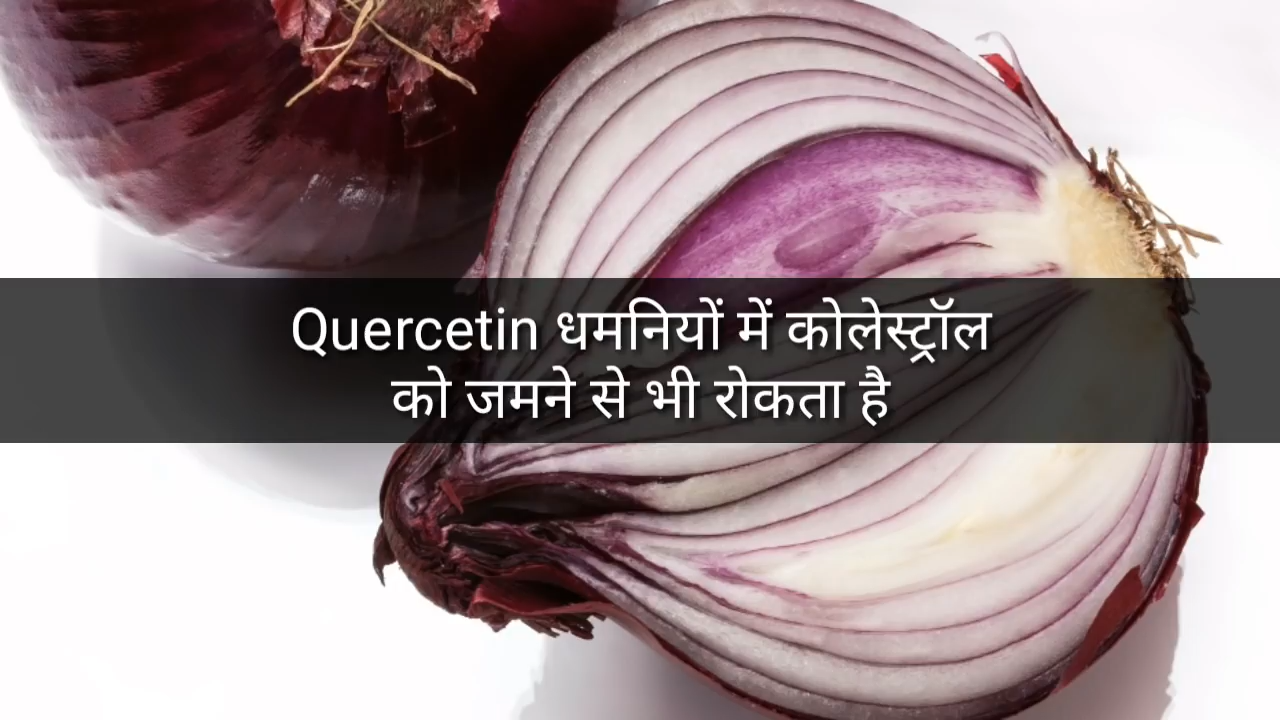 Quercetin धमनियों में कोलेस्ट्रॉल
को जमने से भी रोकता है